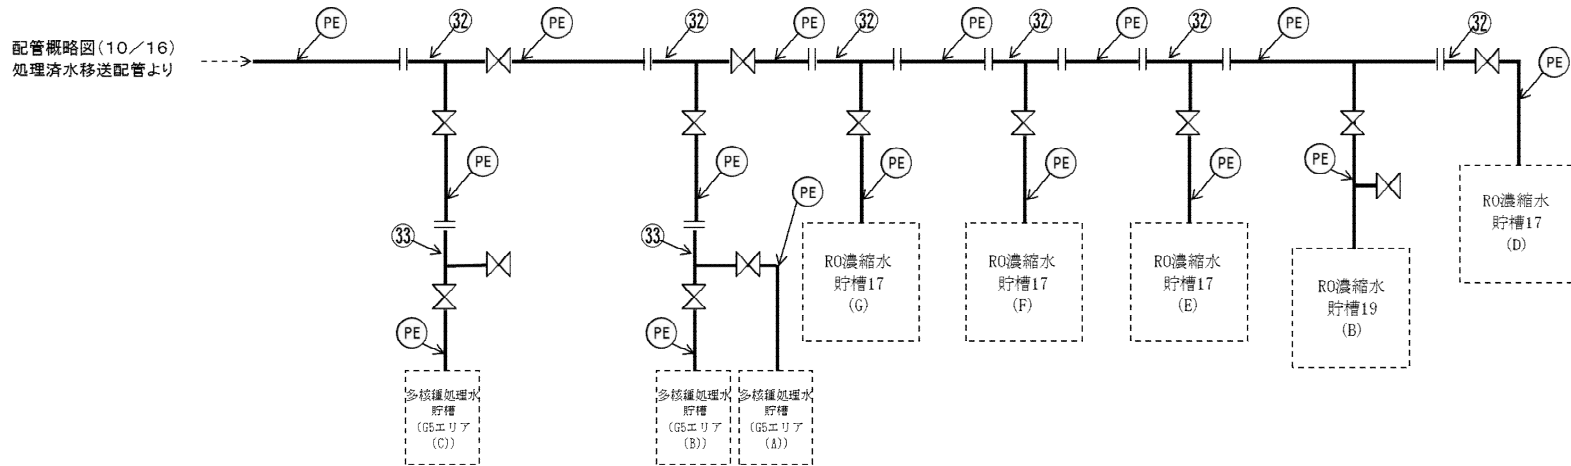 配管概略図(10/16)
処理済水移送配管より
PE
㉜
PE
㉜
PE
㉜
PE
㉜
PE
㉜
PE
㉜
PE
PE
PE
PE
PE
PE
PE
PE
㉝
㉝
PE
PE
RO濃縮水
貯槽17
(G)
RO濃縮水
貯槽17
(F)
RO濃縮水
貯槽17
(E)
RO濃縮水
貯槽19
(B)
RO濃縮水
貯槽17
(D)
多核種処理水
貯槽
(G5エリア
(C))
多核種処理水
貯槽
(G5エリア
(B))
多核種処理水
貯槽
(G5エリア
(A))